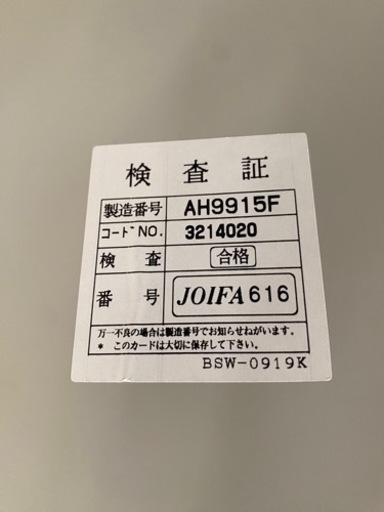 検査証
製造番号 AH9915F
コードNO. 3214020
検査 合格
番号 JOIFA616
万一不良の場合は製造番号でお知らせねがいます。
* このカードは大切に保存して下さい。
BSW-0919K